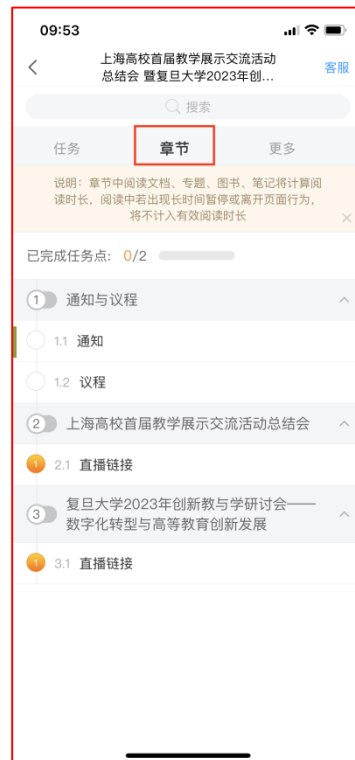 09:53
上海高校首届教学展示交流活动
总结会 暨复旦大学2023年创...
客服
搜索
任务
章节
更多
说明：章节中阅读文档、专题、图书、笔记将计算阅
读时长，阅读中若出现长时间暂停或离开页面行为，
将不计入有效阅读时长
已完成任务点： 0/2
1 通知与议程
1.1 通知
1.2 议程
2 上海高校首届教学展示交流活动总结会
1 2.1 直播链接
3 复旦大学2023年创新教与学研讨会——
数字化转型与高等教育创新发展
1 3.1 直播链接